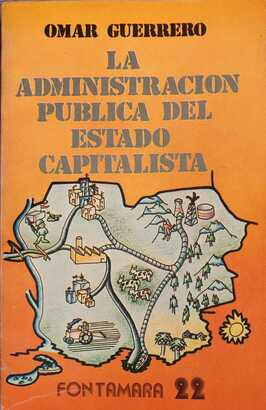 OMAR GUERRERO
LA
ADMINISTRACION
PUBLICA DEL
ESTADO
CAPITALISTA
FONTAMARA 22